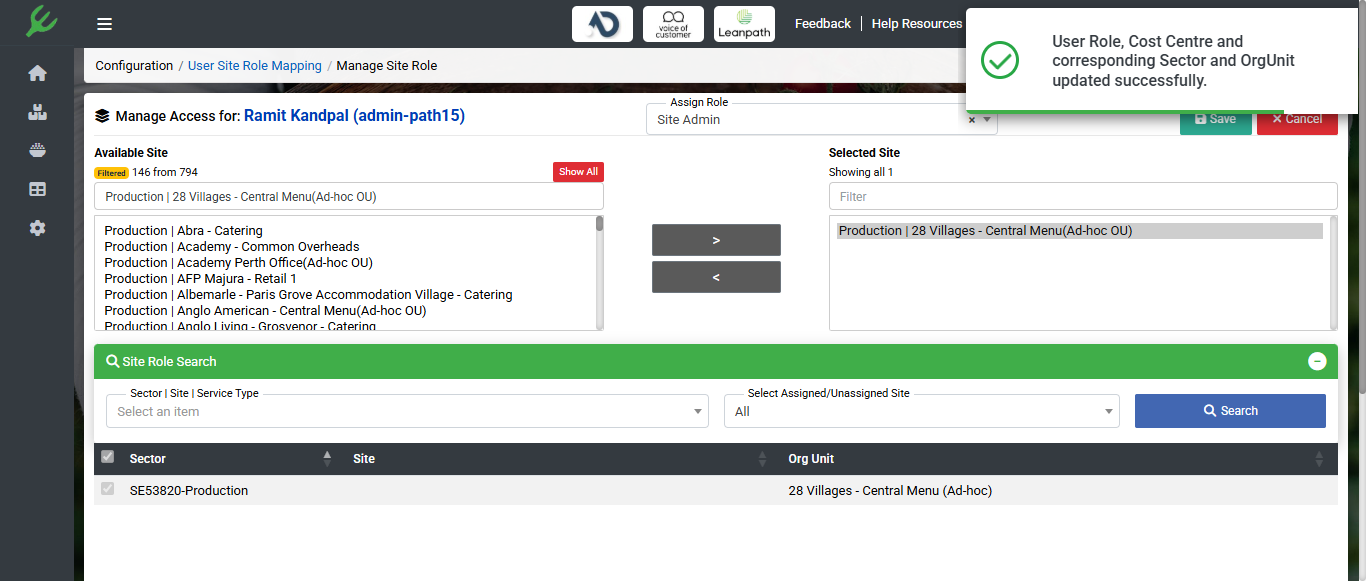 voice of
customer
Leanpath
Feedback
Help Resources
User Role, Cost Centre and
corresponding Sector and OrgUnit
updated successfully.
Configuration / User Site Role Mapping / Manage Site Role
Manage Access for: Ramit Kandpal (admin-path15)
Assign Role
Site Admin
Save
Cancel
Available Site
Filtered 146 from 794
Show All
Production | 28 Villages - Central Menu(Ad-hoc OU)
Production | Abra - Catering
Production | Academy - Common Overheads
Production | Academy Perth Office(Ad-hoc OU)
Production | AFP Majura - Retail 1
Production | Albemarle - Paris Grove Accommodation Village - Catering
Production | Anglo American - Central Menu(Ad-hoc OU)
Production | Anglo Living - Grosvenor - Catering
>
<
Selected Site
Showing all 1
Filter
Production | 28 Villages - Central Menu(Ad-hoc OU)
Site Role Search
Sector | Site | Service Type
Select an item
Select Assigned/Unassigned Site
All
Search
Sector
Site
Org Unit
SE53820-Production
28 Villages - Central Menu (Ad-hoc)